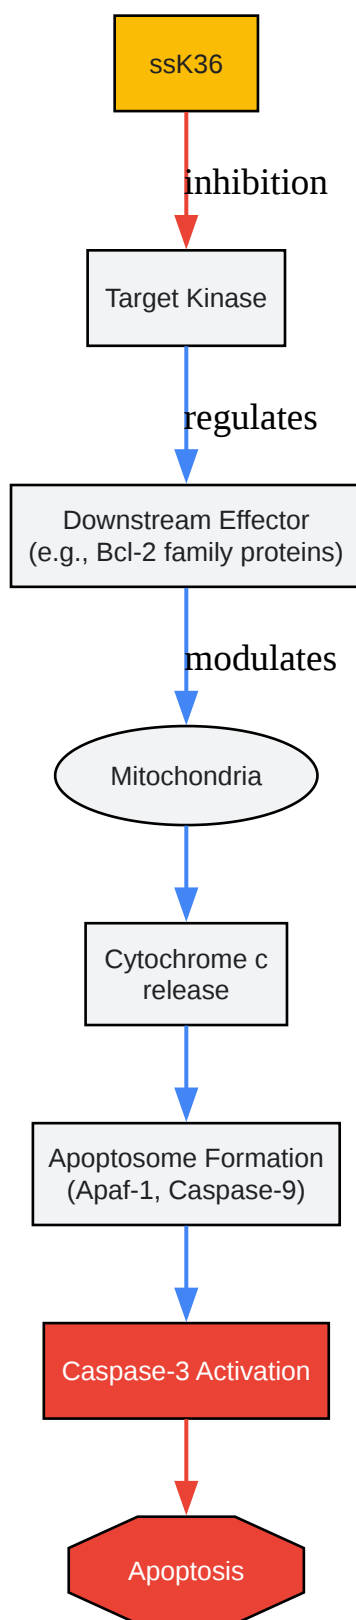 ssK36
inhibition
Target Kinase
regulates
Downstream Effector
(e.g., Bcl-2 family proteins)
modulates
Mitochondria
Cytochrome c
release
Apoptosome Formation
(Apaf-1, Caspase-9)
Caspase-3 Activation
Apoptosis